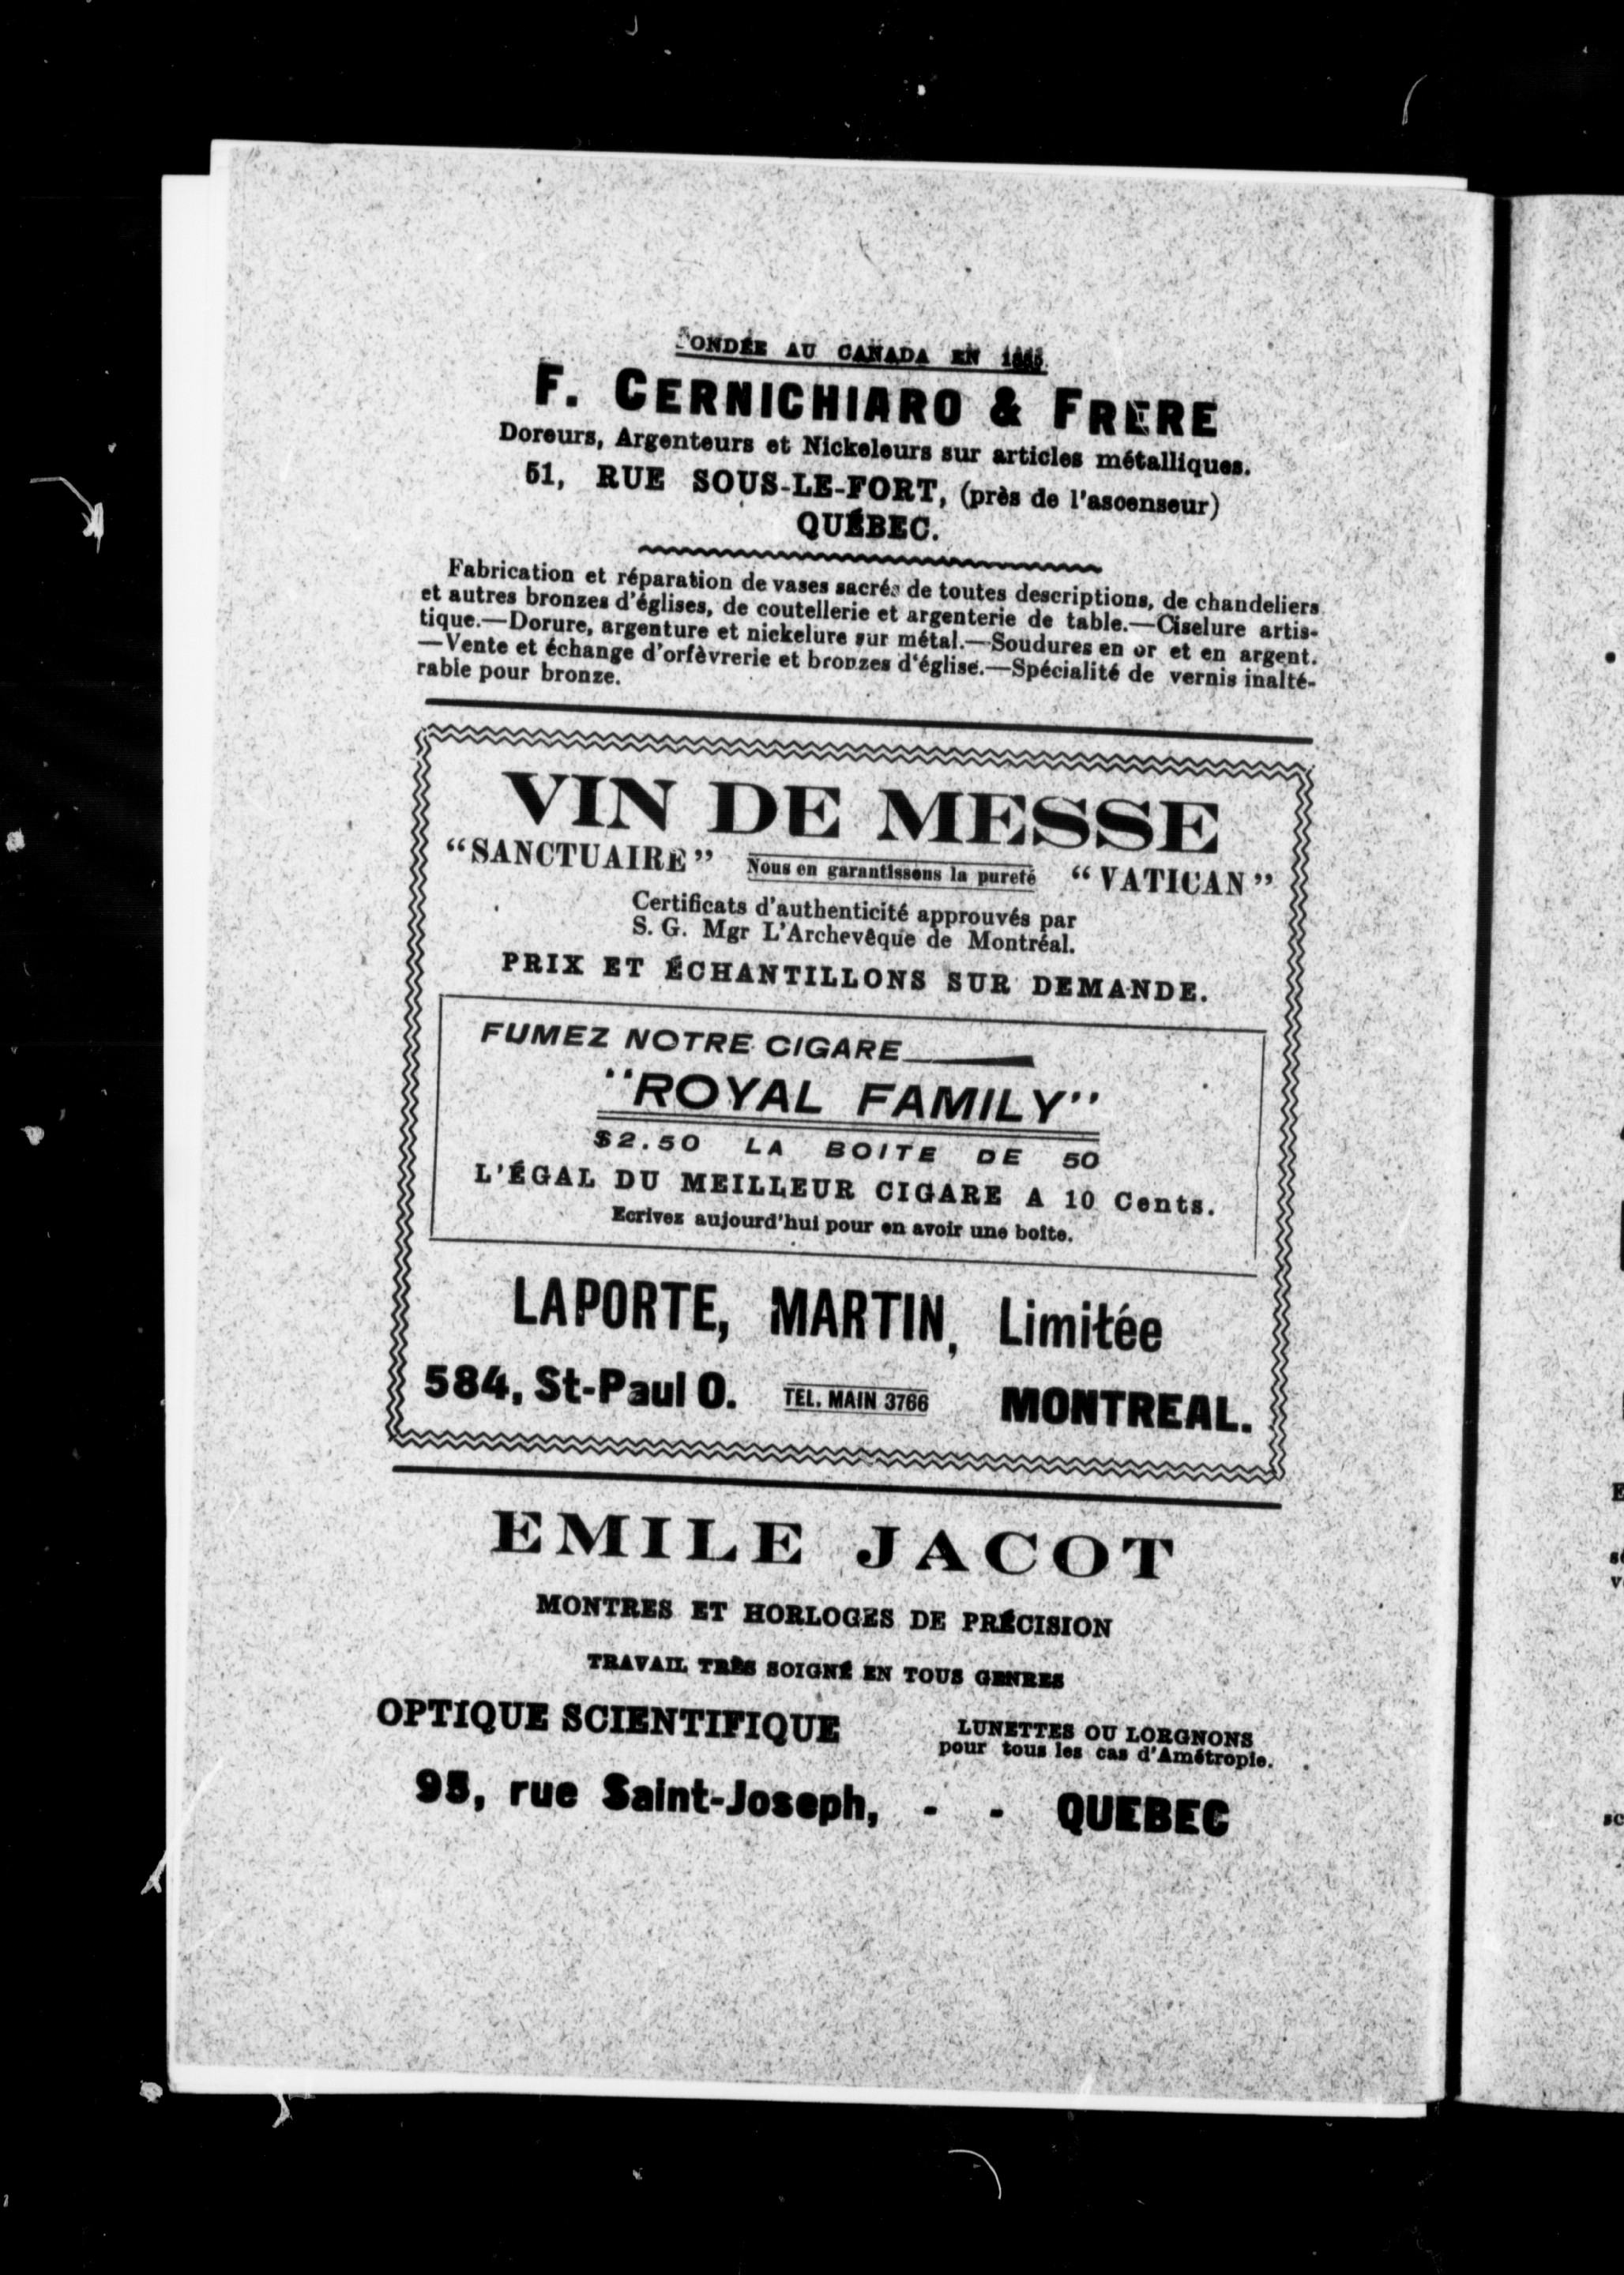 FONDÉE AU CANADA EN
F. CERNICHIARO & FRERE
Doreurs, Argenteurs et Nickeleurs sur articles métalliques.
51, RUE SOUS-LE-FORT, (près de l'ascenseur)
QUÉBEC.
Fabrication et réparation de vases sacrés de toutes descriptions, de chandeliers
et autres bronzes d'églises, de coutellerie et argenterie de table.—Ciselure artis-
tique.—Dorure, argenture et nickelure sur métal.—Soudures en or et en argent.
—Vente et échange d'orfèvrerie et bronzes d'église.—Spécialité de vernis inalté-
rable pour bronze.
VIN DE MESSE
"SANCTUAIRE" Nous en garantissons la pureté "VATICAN"
Certificats d'authenticité approuvés par
S. G. Mgr L'Archevêque de Montréal.
PRIX ET ÉCHANTILLONS SUR DEMANDE.
FUMEZ NOTRE CIGARE
"ROYAL FAMILY"
$2.50 LA BOITE DE 50
L'ÉGAL DU MEILLEUR CIGARE A 10 Cents.
Ecrivez aujourd'hui pour en avoir une boîte.
LAPORTE, MARTIN, Limitée
584, St-Paul O. TEL. MAIN 3766 MONTREAL.
EMILE JACOT
MONTRES ET HORLOGES DE PRÉCISION
TRAVAIL TRÈS SOIGNÉ EN TOUS GENRES
OPTIQUE SCIENTIFIQUE LUNETTES OU LORGNONS
pour tous les cas d'Amétropie.
95, rue Saint-Joseph, - - QUEBEC